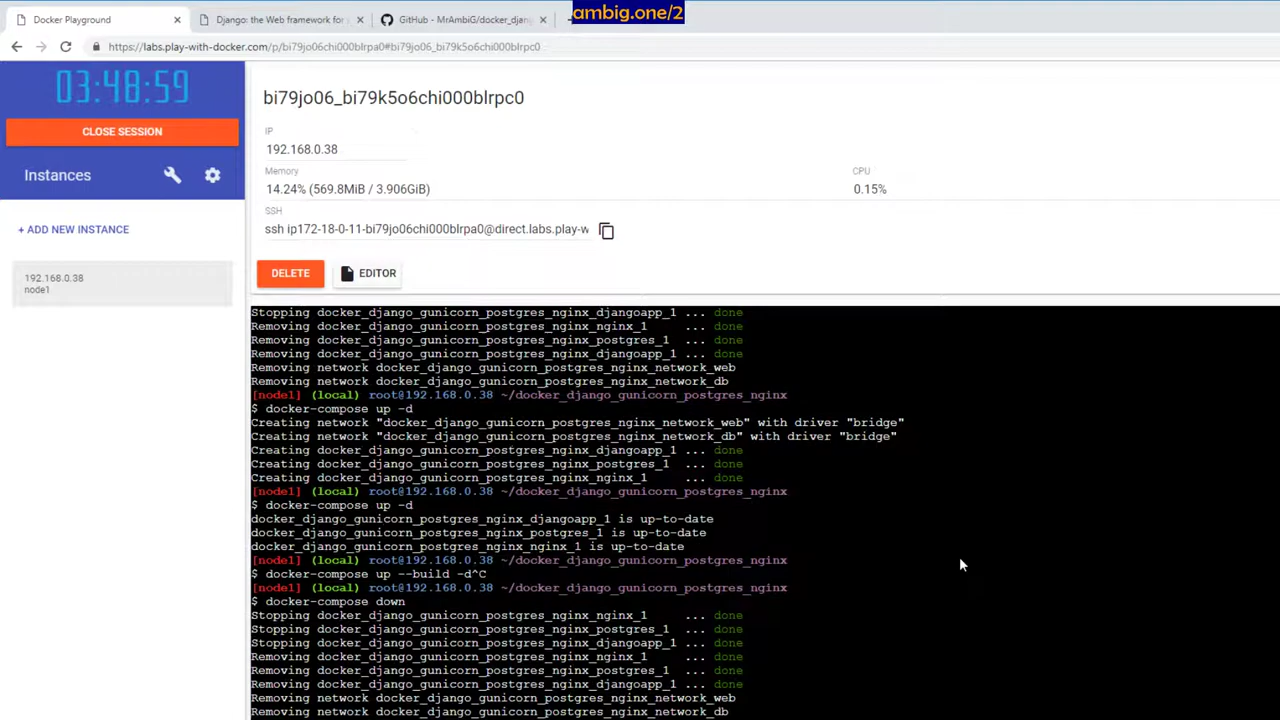 ambig.one/2
Docker Playground
Django: the Web framework for
GitHub - MrAmbiG/docker_djang
https://labs.play-with-docker.com/p/bi79jo06chi000blrpa0#bi79jo06_bi79k5o6chi000blrpc0
03:48:59
CLOSE SESSION
Instances
+ ADD NEW INSTANCE
192.168.0.38
node1
bi79jo06_bi79k5o6chi000blrpc0
IP
192.168.0.38
Memory
14.24% (569.8MiB / 3.906GiB)
CPU
0.15%
SSH
ssh ip172-18-0-11-bi79jo06chi000blrpa0@direct.labs.play-w
DELETE
EDITOR
Stopping docker_django_gunicorn_postgres_nginx_djangoapp_1 ... done
Removing docker_django_gunicorn_postgres_nginx_nginx_1 ... done
Removing docker_django_gunicorn_postgres_nginx_postgres_1 ... done
Removing docker_django_gunicorn_postgres_nginx_djangoapp_1 ... done
Removing network docker_django_gunicorn_postgres_nginx_network_web
Removing network docker_django_gunicorn_postgres_nginx_network_db
[node1] (local) root@192.168.0.38 ~/docker_django_gunicorn_postgres_nginx
$ docker-compose up -d
Creating network "docker_django_gunicorn_postgres_nginx_network_web" with driver "bridge"
Creating network "docker_django_gunicorn_postgres_nginx_network_db" with driver "bridge"
Creating docker_django_gunicorn_postgres_nginx_djangoapp_1 ... done
Creating docker_django_gunicorn_postgres_nginx_postgres_1 ... done
Creating docker_django_gunicorn_postgres_nginx_nginx_1 ... done
[node1] (local) root@192.168.0.38 ~/docker_django_gunicorn_postgres_nginx
$ docker-compose up -d
docker_django_gunicorn_postgres_nginx_djangoapp_1 is up-to-date
docker_django_gunicorn_postgres_nginx_postgres_1 is up-to-date
docker_django_gunicorn_postgres_nginx_nginx_1 is up-to-date
[node1] (local) root@192.168.0.38 ~/docker_django_gunicorn_postgres_nginx
$ docker-compose up --build -d^C
[node1] (local) root@192.168.0.38 ~/docker_django_gunicorn_postgres_nginx
$ docker-compose down
Stopping docker_django_gunicorn_postgres_nginx_nginx_1 ... done
Stopping docker_django_gunicorn_postgres_nginx_postgres_1 ... done
Stopping docker_django_gunicorn_postgres_nginx_djangoapp_1 ... done
Removing docker_django_gunicorn_postgres_nginx_nginx_1 ... done
Removing docker_django_gunicorn_postgres_nginx_postgres_1 ... done
Removing docker_django_gunicorn_postgres_nginx_djangoapp_1 ... done
Removing network docker_django_gunicorn_postgres_nginx_network_web
Removing network docker_django_gunicorn_postgres_nginx_network_db